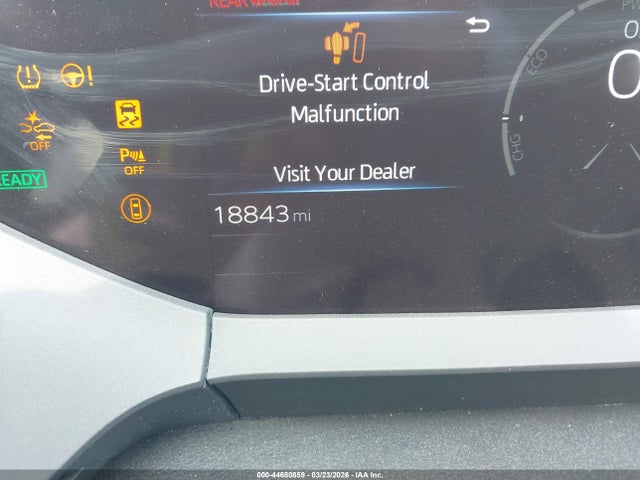 REAR
ECO
0
Drive-Start Control
Malfunction
OFF
P
OFF
CHG
READY
Visit Your Dealer
18843 mi
000-44680859 | 03/23/2026 | IAA Inc.